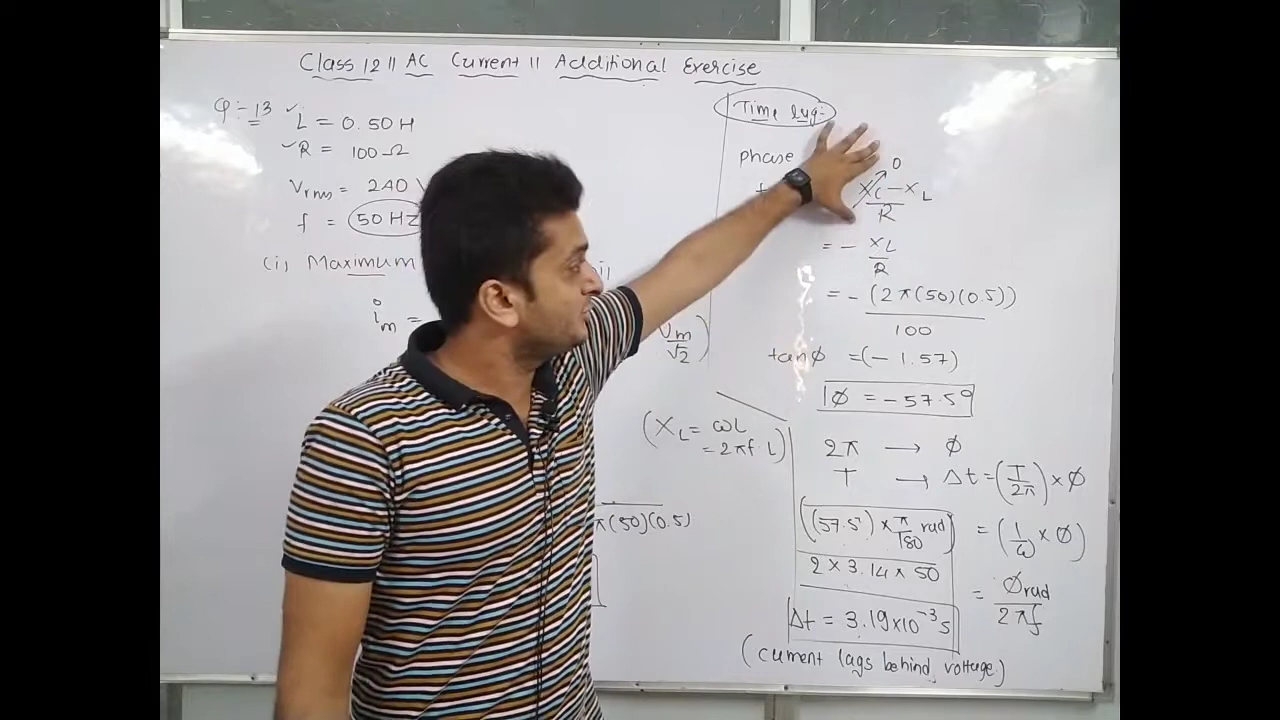 Class 12 || AC Current || Additional Exercise
Q:- 13 ✓L = 0.50 H
✓R = 100 Ω
Vrms = 240 V
f = 50 HZ
(i) Maximum
im =
Vm/√2 )
(XL = ωL
= 2πf·L)
π(50)(0.5)
Time lag:-
phase
XC - XL / R
0
= - XL / R
= - (2π(50)(0.5)) / 100
tanφ = (- 1.57)
φ = - 57.5°
2π → φ
T → Δt = (T/2π) × φ
= (1/ω × φ)
= φ rad / 2πf
((57.5) × π/180 rad) / 2 × 3.14 × 50
Δt = 3.19×10⁻³ s
(current lags behind voltage)